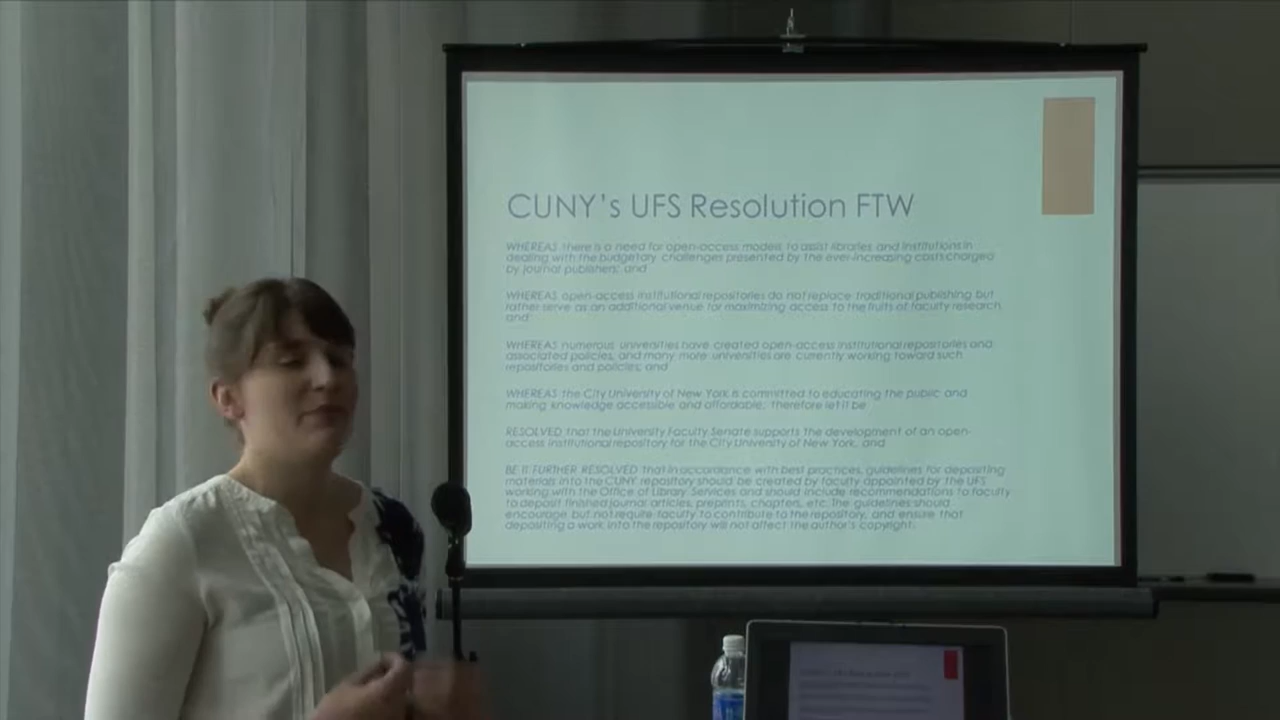 CUNY's UFS Resolution FTW
WHEREAS there is a need for open-access models to assist libraries and institutions in
dealing with the budgetary challenges presented by the ever-increasing costs charged
by journal publishers; and
WHEREAS open-access institutional repositories do not replace traditional publishing but
rather serve as an additional venue for maximizing access to the fruits of faculty research,
and
WHEREAS numerous universities have created open-access institutional repositories and
associated policies, and many more universities are currently working toward such
repositories and policies; and
WHEREAS the City University of New York is committed to educating the public and
making knowledge accessible and affordable, therefore let it be
RESOLVED that the University Faculty Senate supports the development of an open-
access institutional repository for the City University of New York, and
BE IT FURTHER RESOLVED that in accordance with best practices, guidelines for depositing
materials into the CUNY repository should be created by faculty appointed by the UFS
working with the Office of Library Services and should include recommendations to faculty
to deposit finished journal articles, preprints, chapters, etc. The guidelines should
encourage but not require faculty to contribute to the repository, and ensure that
depositing a work into the repository will not affect the author's copyright.